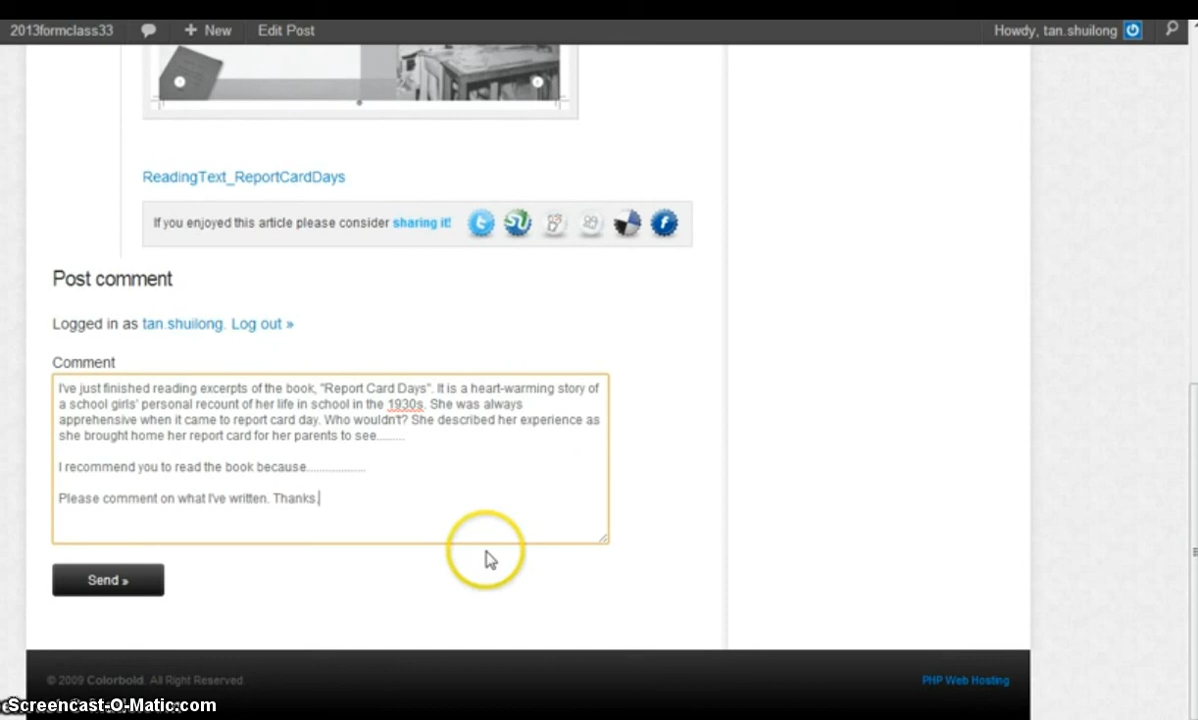 2013formclass33 New Edit Post Howdy, tan.shuilong
ReadingText_ReportCardDays
If you enjoyed this article please consider sharing it!
Post comment
Logged in as tan.shuilong. Log out »
Comment
I've just finished reading excerpts of the book, "Report Card Days". It is a heart-warming story of
a school girls' personal recount of her life in school in the 1930s. She was always
apprehensive when it came to report card day. Who wouldn't? She described her experience as
she brought home her report card for her parents to see.........
I recommend you to read the book because...................
Please comment on what I've written. Thanks.
Send »
© 2009 Colorbold. All Right Reserved. PHP Web Hosting
Screencast-O-Matic.com